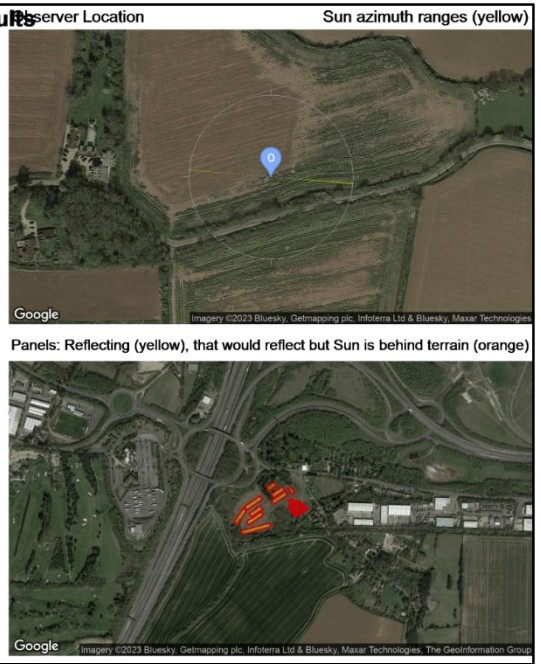 ults
Observer Location Sun azimuth ranges (yellow)
O
Google
Imagery ©2023 Bluesky, Getmapping plc, Infoterra Ltd & Bluesky, Maxar Technologies
Panels: Reflecting (yellow), that would reflect but Sun is behind terrain (orange)
Google
Imagery ©2023 Bluesky, Getmapping plc, Infoterra Ltd & Bluesky, Maxar Technologies, The GeoInformation Group